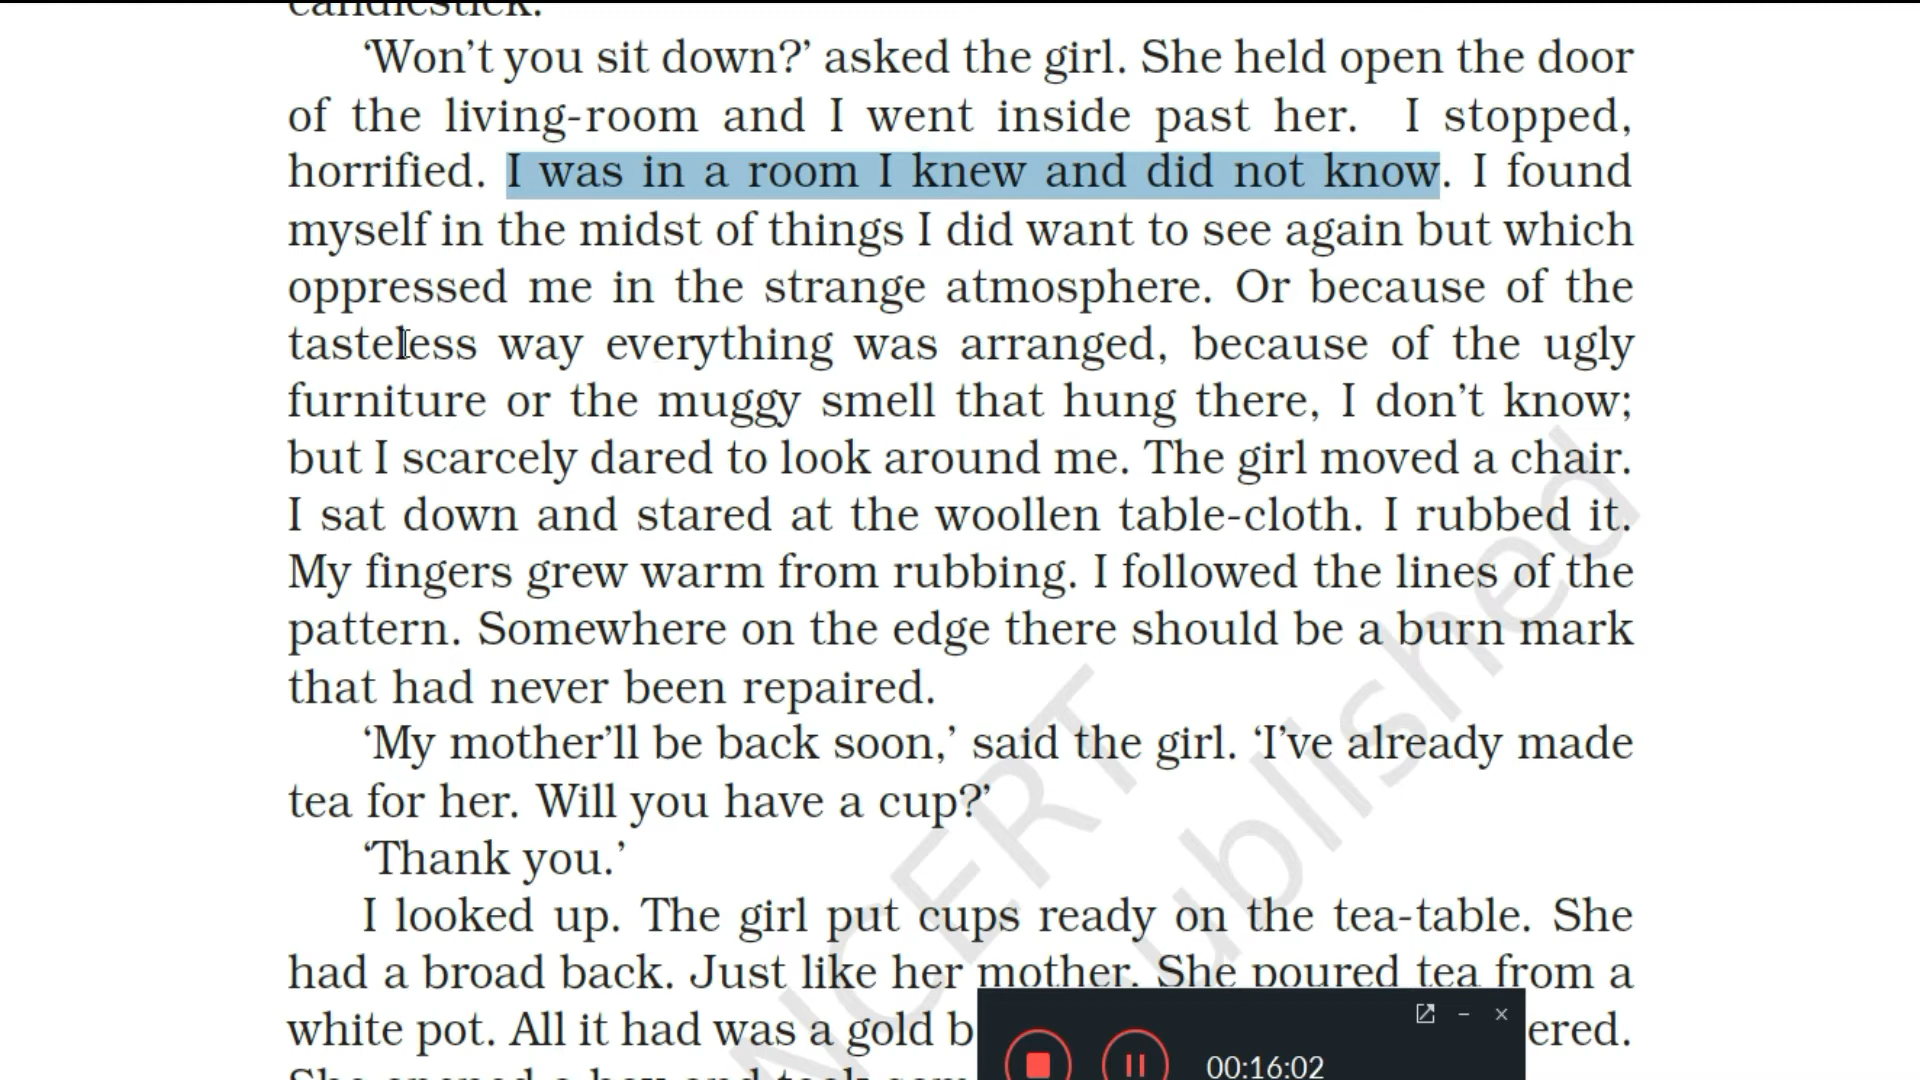 candlestick.
‘Won’t you sit down?’ asked the girl. She held open the door
of the living-room and I went inside past her. I stopped,
horrified. I was in a room I knew and did not know. I found
myself in the midst of things I did want to see again but which
oppressed me in the strange atmosphere. Or because of the
tasteless way everything was arranged, because of the ugly
furniture or the muggy smell that hung there, I don’t know;
but I scarcely dared to look around me. The girl moved a chair.
I sat down and stared at the woollen table-cloth. I rubbed it.
My fingers grew warm from rubbing. I followed the lines of the
pattern. Somewhere on the edge there should be a burn mark
that had never been repaired.
‘My mother’ll be back soon,’ said the girl. ‘I’ve already made
tea for her. Will you have a cup?’
‘Thank you.’
I looked up. The girl put cups ready on the tea-table. She
had a broad back. Just like her mother. She poured tea from a
white pot. All it had was a gold b ered.
00:16:02
NCERT
ublished